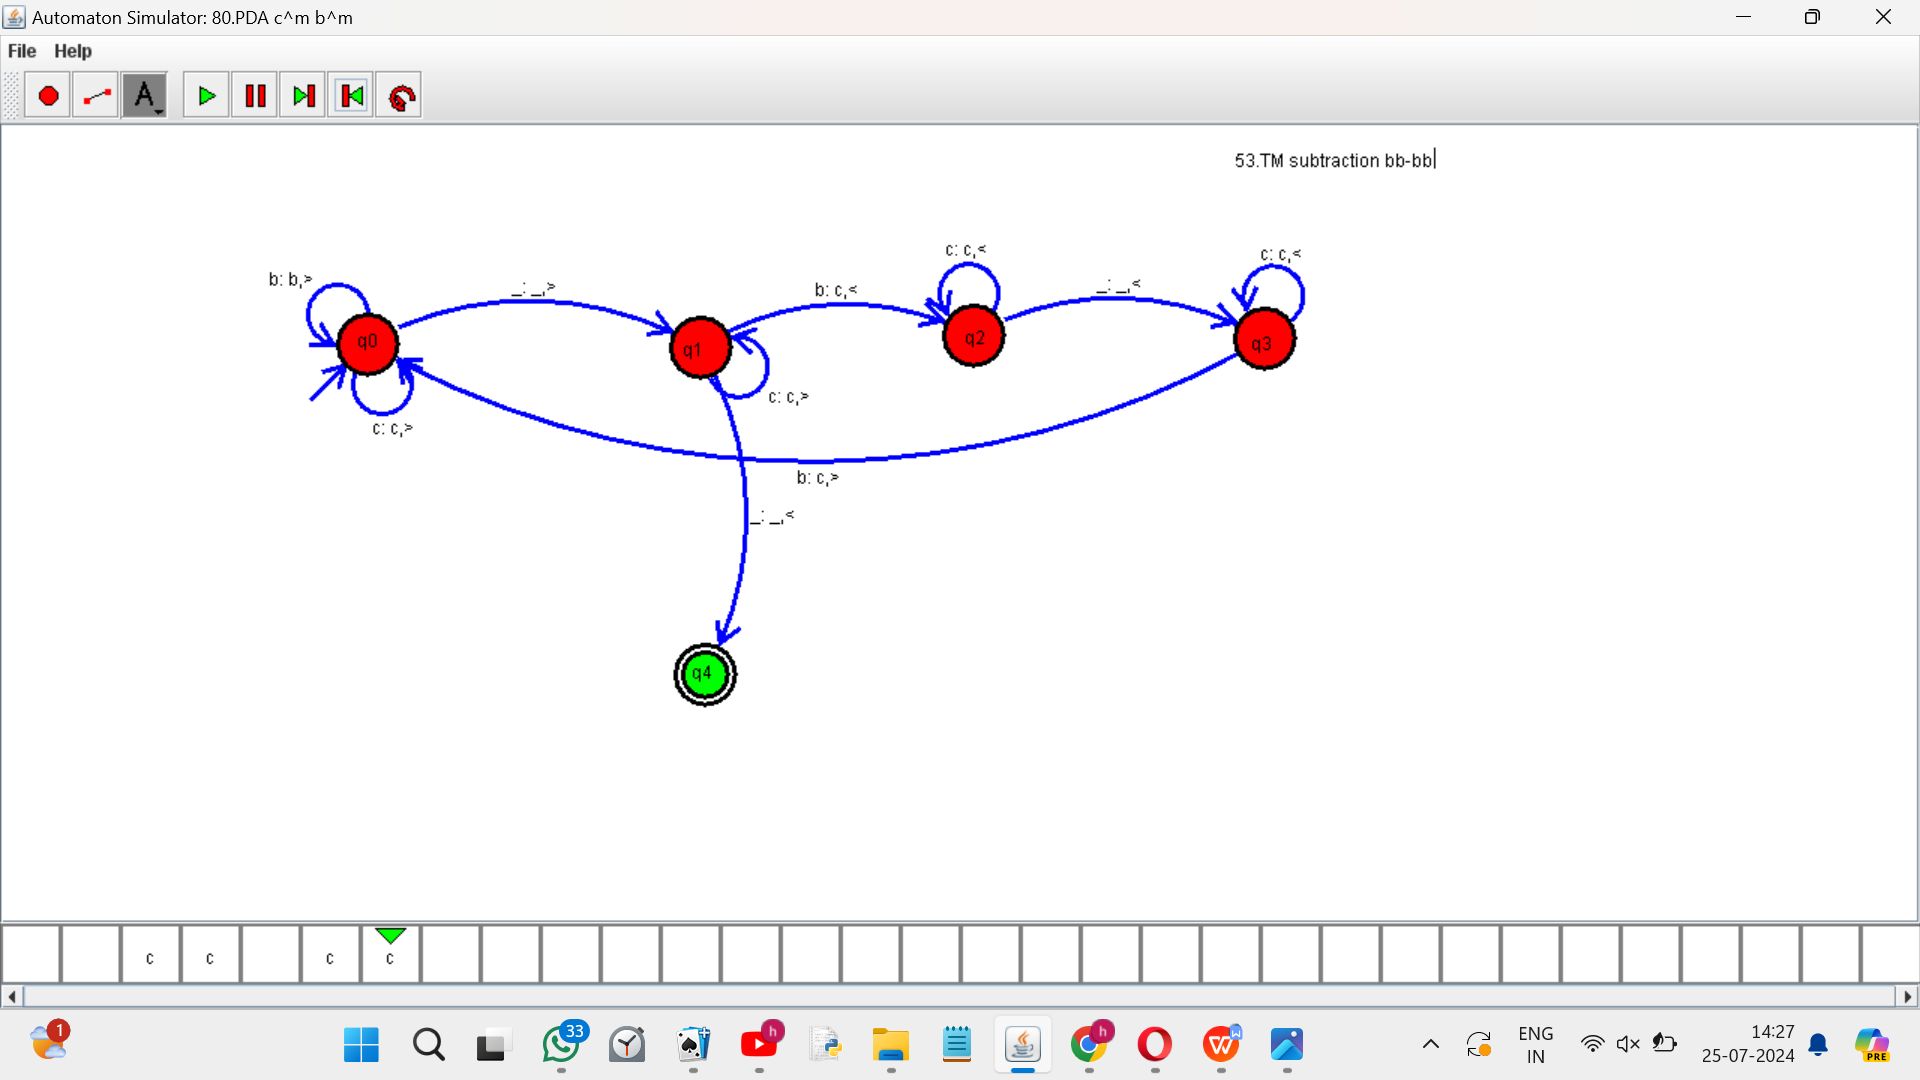 Automaton Simulator: 80.PDA c^m b^m
File Help
A
53.TM subtraction bb-bb
c: c,<
c: c,<
b: b,>
_: _,>
b: c,<
_: _,<
q0
q1
q2
q3
c: c,>
c: c,>
b: c,>
_: _,<
q4
c c c c
1
33
h
h
W
ENG
IN
14:27
25-07-2024
PRE